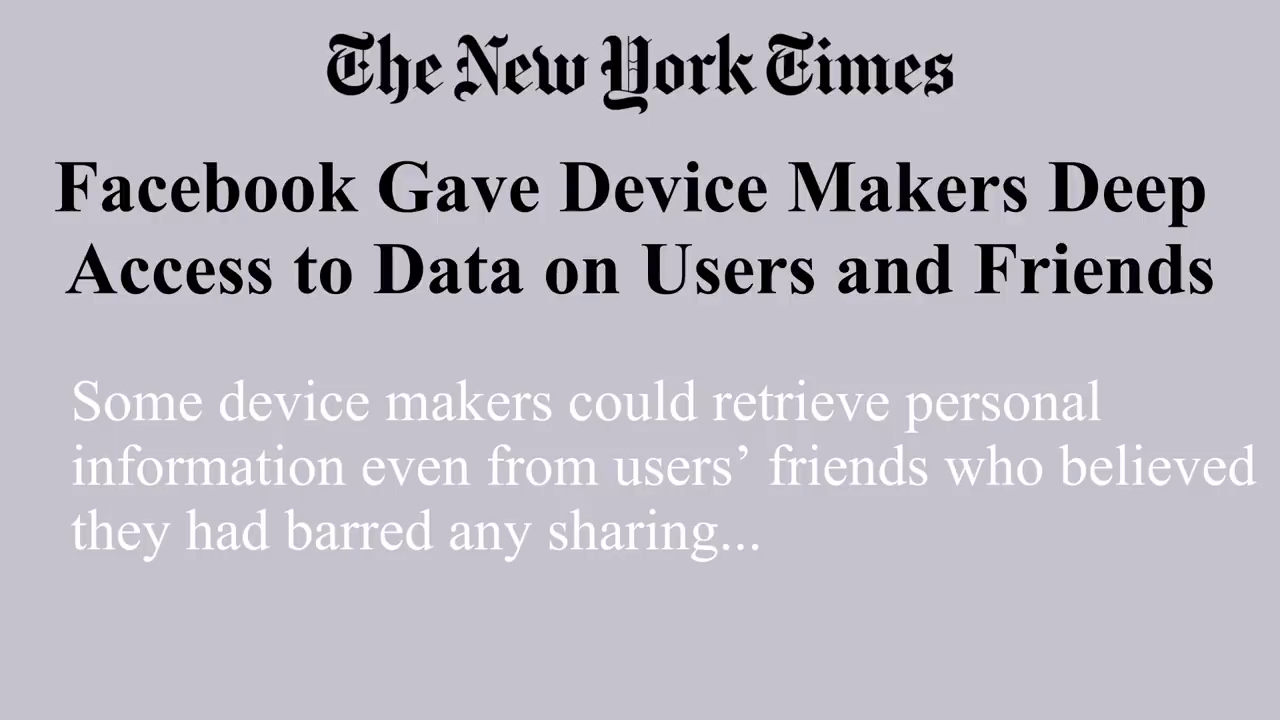 The New York Times
Facebook Gave Device Makers Deep
Access to Data on Users and Friends
Some device makers could retrieve personal
information even from users’ friends who believed
they had barred any sharing...